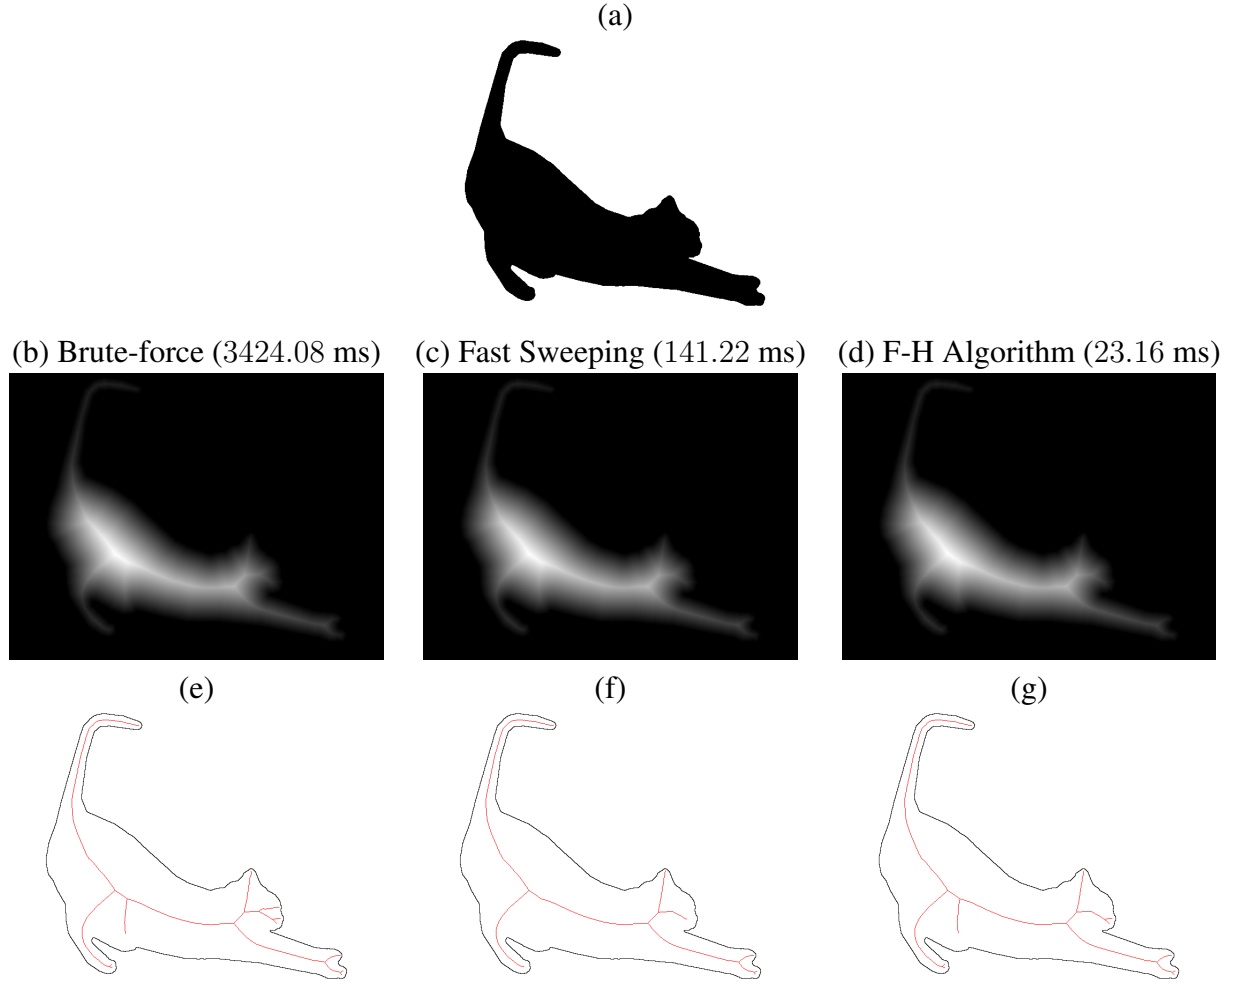 (a)
(b) Brute-force (3424.08 ms)
(c) Fast Sweeping (141.22 ms)
(d) F-H Algorithm (23.16 ms)
(e)
(f)
(g)